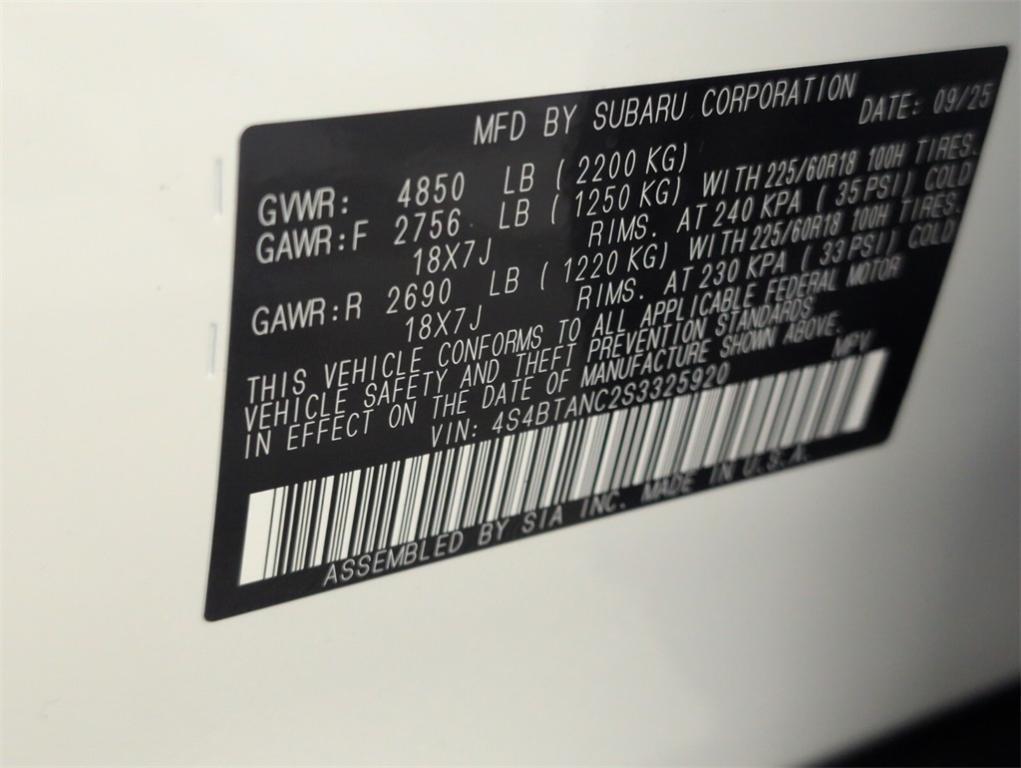 MFD BY SUBARU CORPORATION DATE: 09/25
GVWR: 4850 LB ( 2200 KG)
GAWR:F 2756 LB ( 1250 KG) WITH 225/60R18 100H TIRES.
18X7J RIMS. AT 240 KPA ( 35 PSI) COLD
GAWR:R 2690 LB ( 1220 KG) WITH 225/60R18 100H TIRES.
18X7J RIMS. AT 230 KPA ( 33 PSI) COLD
THIS VEHICLE CONFORMS TO ALL APPLICABLE FEDERAL MOTOR
VEHICLE SAFETY AND THEFT PREVENTION STANDARDS
IN EFFECT ON THE DATE OF MANUFACTURE SHOWN ABOVE.
VIN: 4S4BTANC2S3325920 MPV
ASSEMBLED BY SIA INC. MADE IN U.S.A.